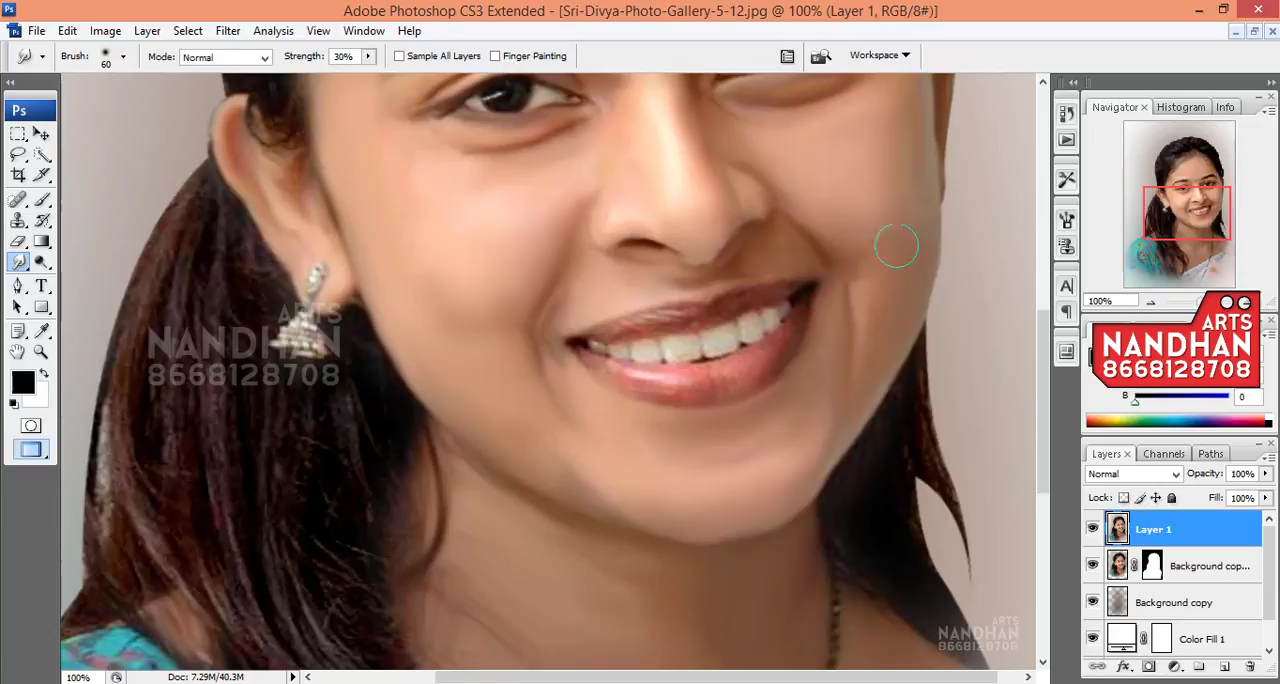 Adobe Photoshop CS3 Extended - [Sri-Divya-Photo-Gallery-5-12.jpg @ 100% (Layer 1, RGB/8#)]
File Edit Image Layer Select Filter Analysis View Window Help
Brush: 60 Mode: Normal Strength: 30% Sample All Layers Finger Painting Workspace
Ps
Navigator Histogram Info
100%
ARTS
NANDHAN
8668128708
B 0
Layers Channels Paths
Normal Opacity: 100%
Lock: Fill: 100%
Layer 1
Background cop...
Background copy
Color Fill 1
ARTS
NANDHAN
8668128708
ARTS
NANDHAN
8668128708
100% Doc: 7.29M/40.3M